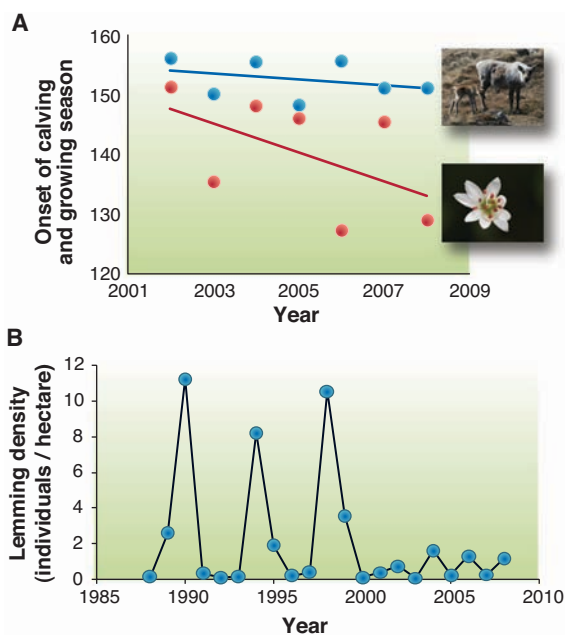 A
160
150
140
130
120
Onset of calving
and growing season
2001
2003
2005
2007
2009
Year
B
12
10
8
6
4
2
0
Lemming density
(individuals / hectare)
1985
1990
1995
2000
2005
2010
Year